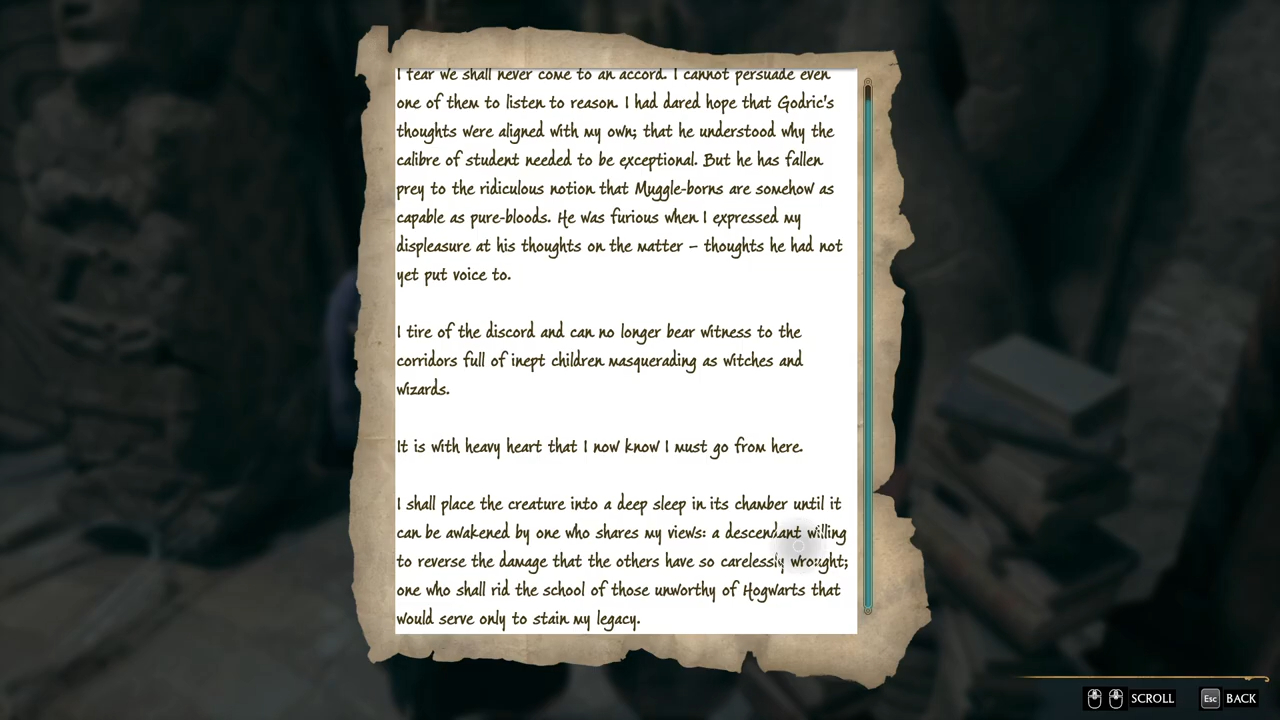 I fear we shall never come to an accord. I cannot persuade even
one of them to listen to reason. I had dared hope that Godric's
thoughts were aligned with my own; that he understood why the
calibre of student needed to be exceptional. But he has fallen
prey to the ridiculous notion that Muggle-borns are somehow as
capable as pure-bloods. He was furious when I expressed my
displeasure at his thoughts on the matter – thoughts he had not
yet put voice to.
I tire of the discord and can no longer bear witness to the
corridors full of inept children masquerading as witches and
wizards.
It is with heavy heart that I now know I must go from here.
I shall place the creature into a deep sleep in its chamber until it
can be awakened by one who shares my views: a descendant willing
to reverse the damage that the others have so carelessly wrought;
one who shall rid the school of those unworthy of Hogwarts that
would serve only to stain my legacy.
SCROLL
Esc BACK